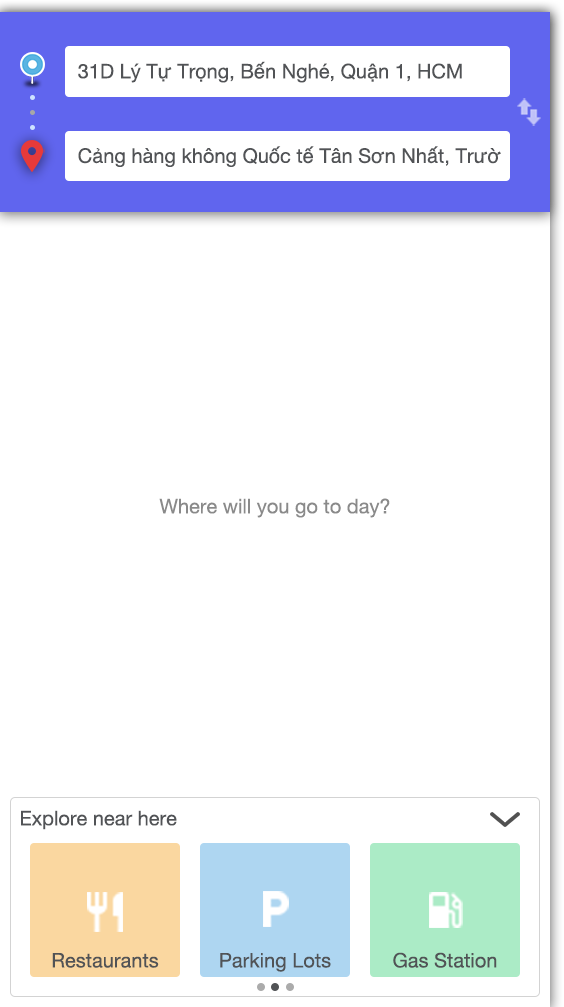 31D Lý Tự Trọng, Bến Nghé, Quận 1, HCM
Cảng hàng không Quốc tế Tân Sơn Nhất, Trườ
Where will you go to day?
Explore near here
P
Restaurants Parking Lots Gas Station